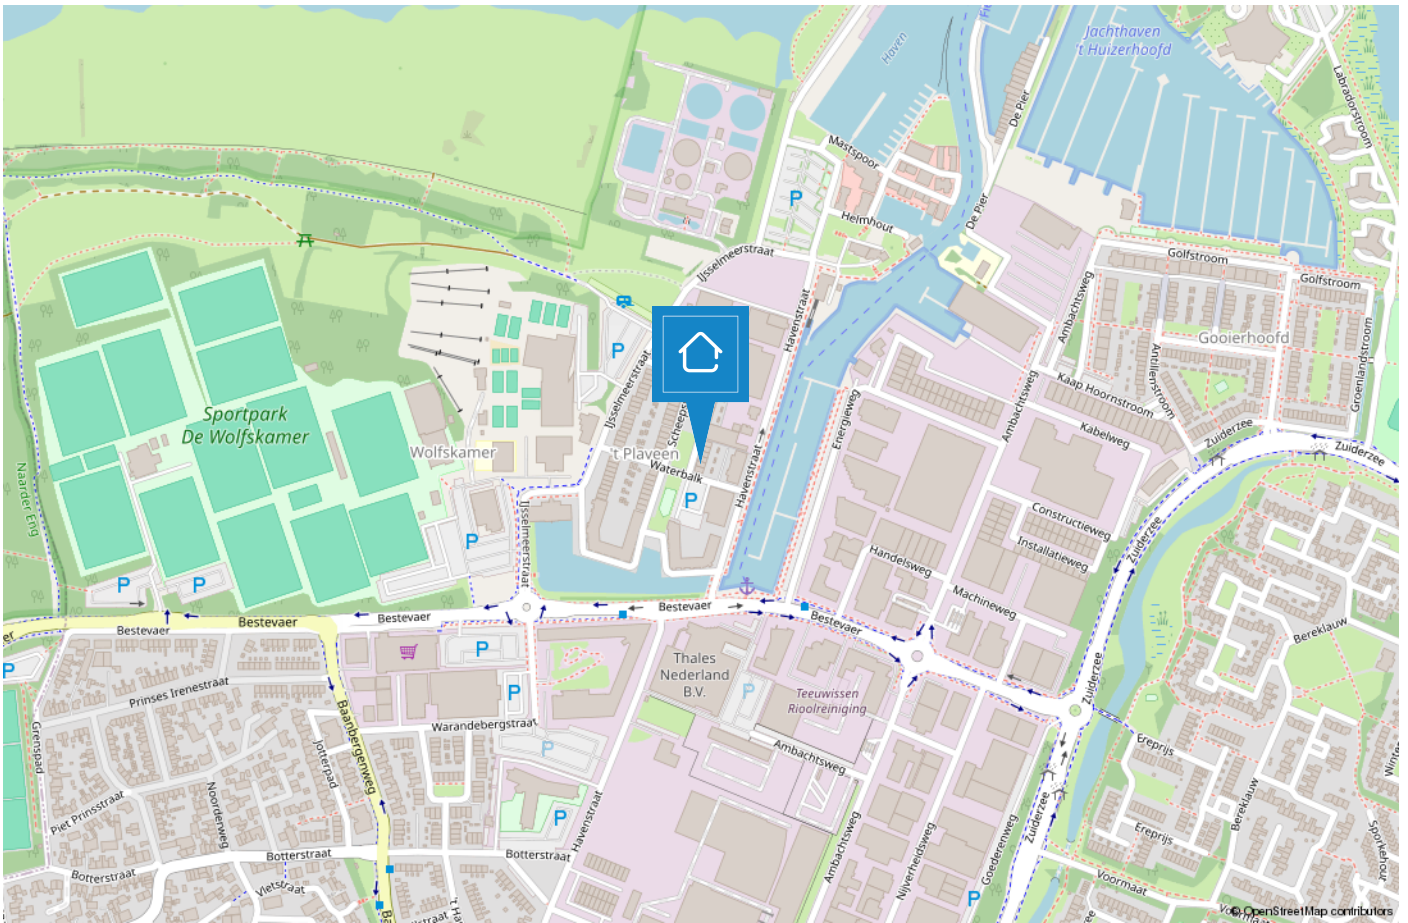 Haven
Jachthaven
't Huizerhoofd
Labradorstroom
De Pier
Mastspoor
P
De Pier
Helmhout
IJsselmeerstraat
Golfstroom
Golfstroom
Ambachtsweg
Havenstraat
Gooierhoofd
P
Groenlandstroom
Antillenstroom
IJsselmeerstraat
Kaap Hoornstroom
Ambachtsweg
Energieweg
Sportpark
De Wolfskamer
Scheeps
Kabelweg
Zuiderzee
Zuiderzee
Wolfskamer
't Plaveen
Waterbalk
Havenstraat
Naarder Eng
P
IJsselmeerstraat
Constructieweg
Installatieweg
Zuiderzee
P
Handelsweg
Machineweg
P
P
Bestevaer
Bestevaer
Bestevaer
Bestevaer
Bestevaer
er
Bereklauw
P
P
Thales
Nederland
B.V.
Zuiderzee
Prinses Irenestraat
P
P
Teeuwissen
Rioolreiniging
Baanbergenweg
Warandebergstraat
Grenspad
Jotterpad
P
Ambachtsweg
Ereprijs
Noorderweg
Piet Prinsstraat
Havenstraat
P
Ambachtsweg
Nijverheidsweg
Goederenweg
Zuiderzee
Ereprijs
Bereklauw
Botterstraat
Botterstraat
Botterstraat
Vletstraat
P
Voormaat
© OpenStreetMap contributors